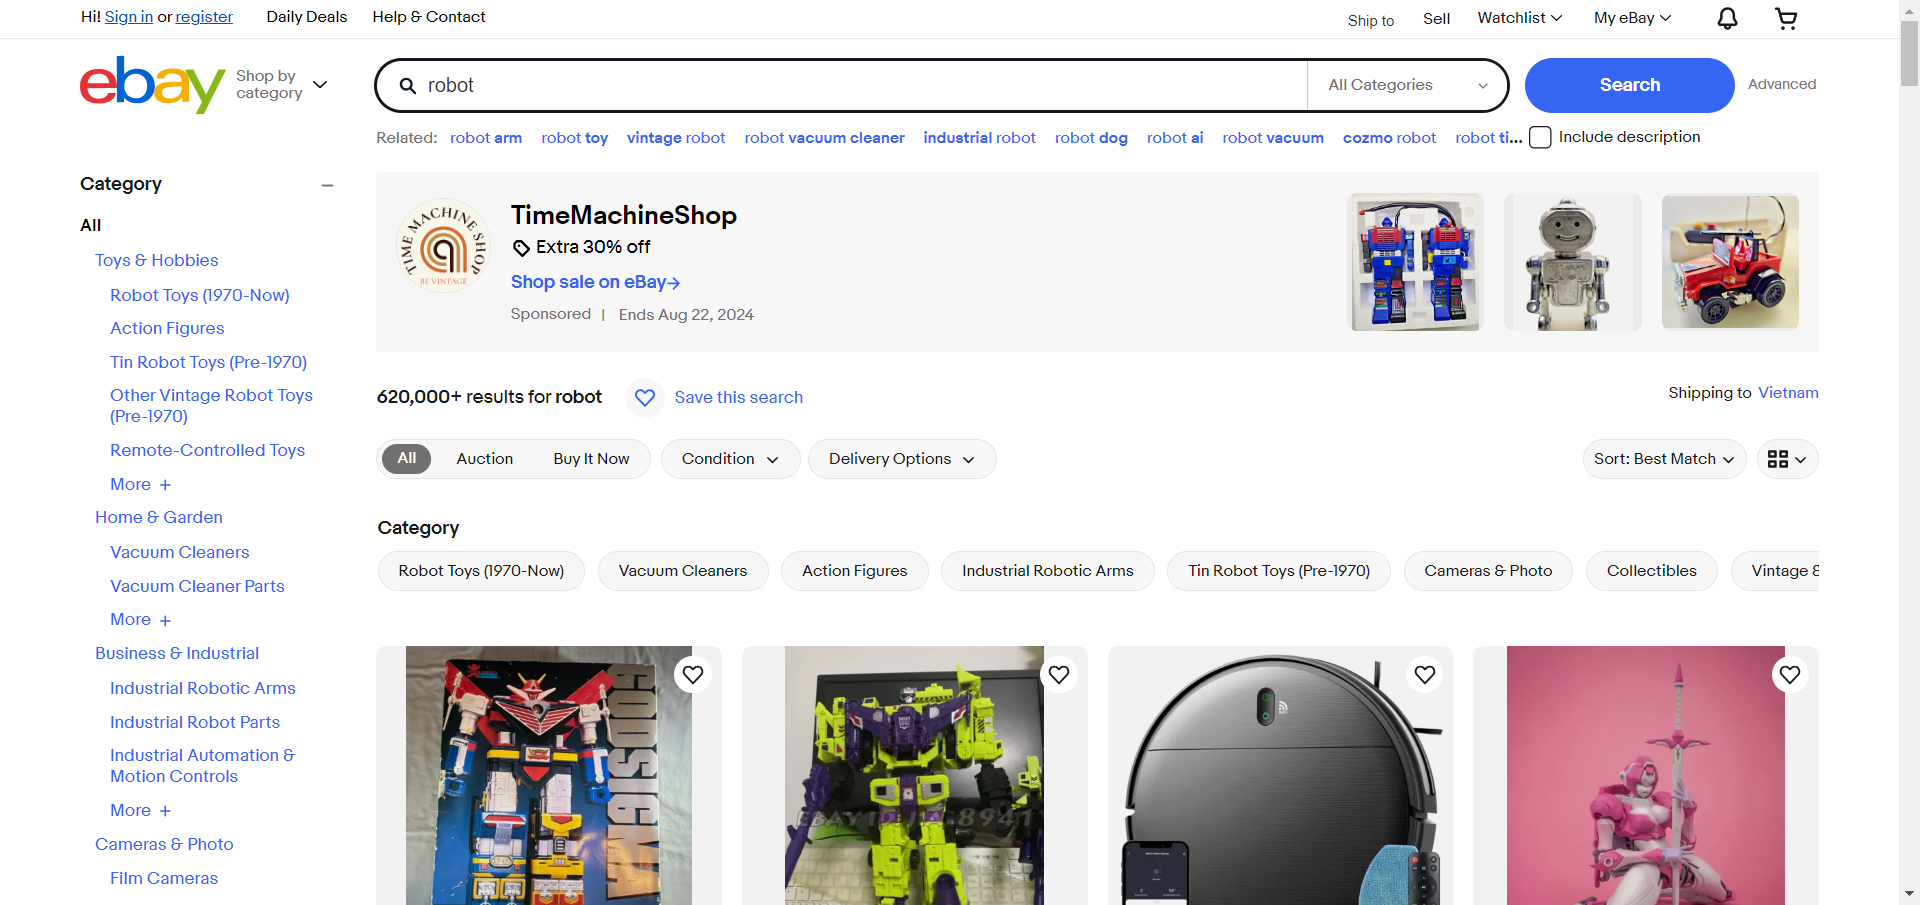 Hi! Sign in or register
Daily Deals
Help & Contact
Ship to
Sell
Watchlist
My eBay
ebay
Shop by
category
robot
All Categories
Search
Advanced
Related: robot arm robot toy vintage robot robot vacuum cleaner industrial robot robot dog robot ai robot vacuum cozmo robot robot ti...
Include description
Category
All
Toys & Hobbies
Robot Toys (1970-Now)
Action Figures
Tin Robot Toys (Pre-1970)
Other Vintage Robot Toys
(Pre-1970)
Remote-Controlled Toys
More +
Home & Garden
Vacuum Cleaners
Vacuum Cleaner Parts
More +
Business & Industrial
Industrial Robotic Arms
Industrial Robot Parts
Industrial Automation &
Motion Controls
More +
Cameras & Photo
Film Cameras
TIME MACHINE SHOP
BE VINTAGE
TimeMachineShop
Extra 30% off
Shop sale on eBay→
Sponsored | Ends Aug 22, 2024
620,000+ results for robot
Save this search
Shipping to Vietnam
All
Auction
Buy It Now
Condition
Delivery Options
Sort: Best Match
Category
Robot Toys (1970-Now)
Vacuum Cleaners
Action Figures
Industrial Robotic Arms
Tin Robot Toys (Pre-1970)
Cameras & Photo
Collectibles
Vintage &
GODSIGMA